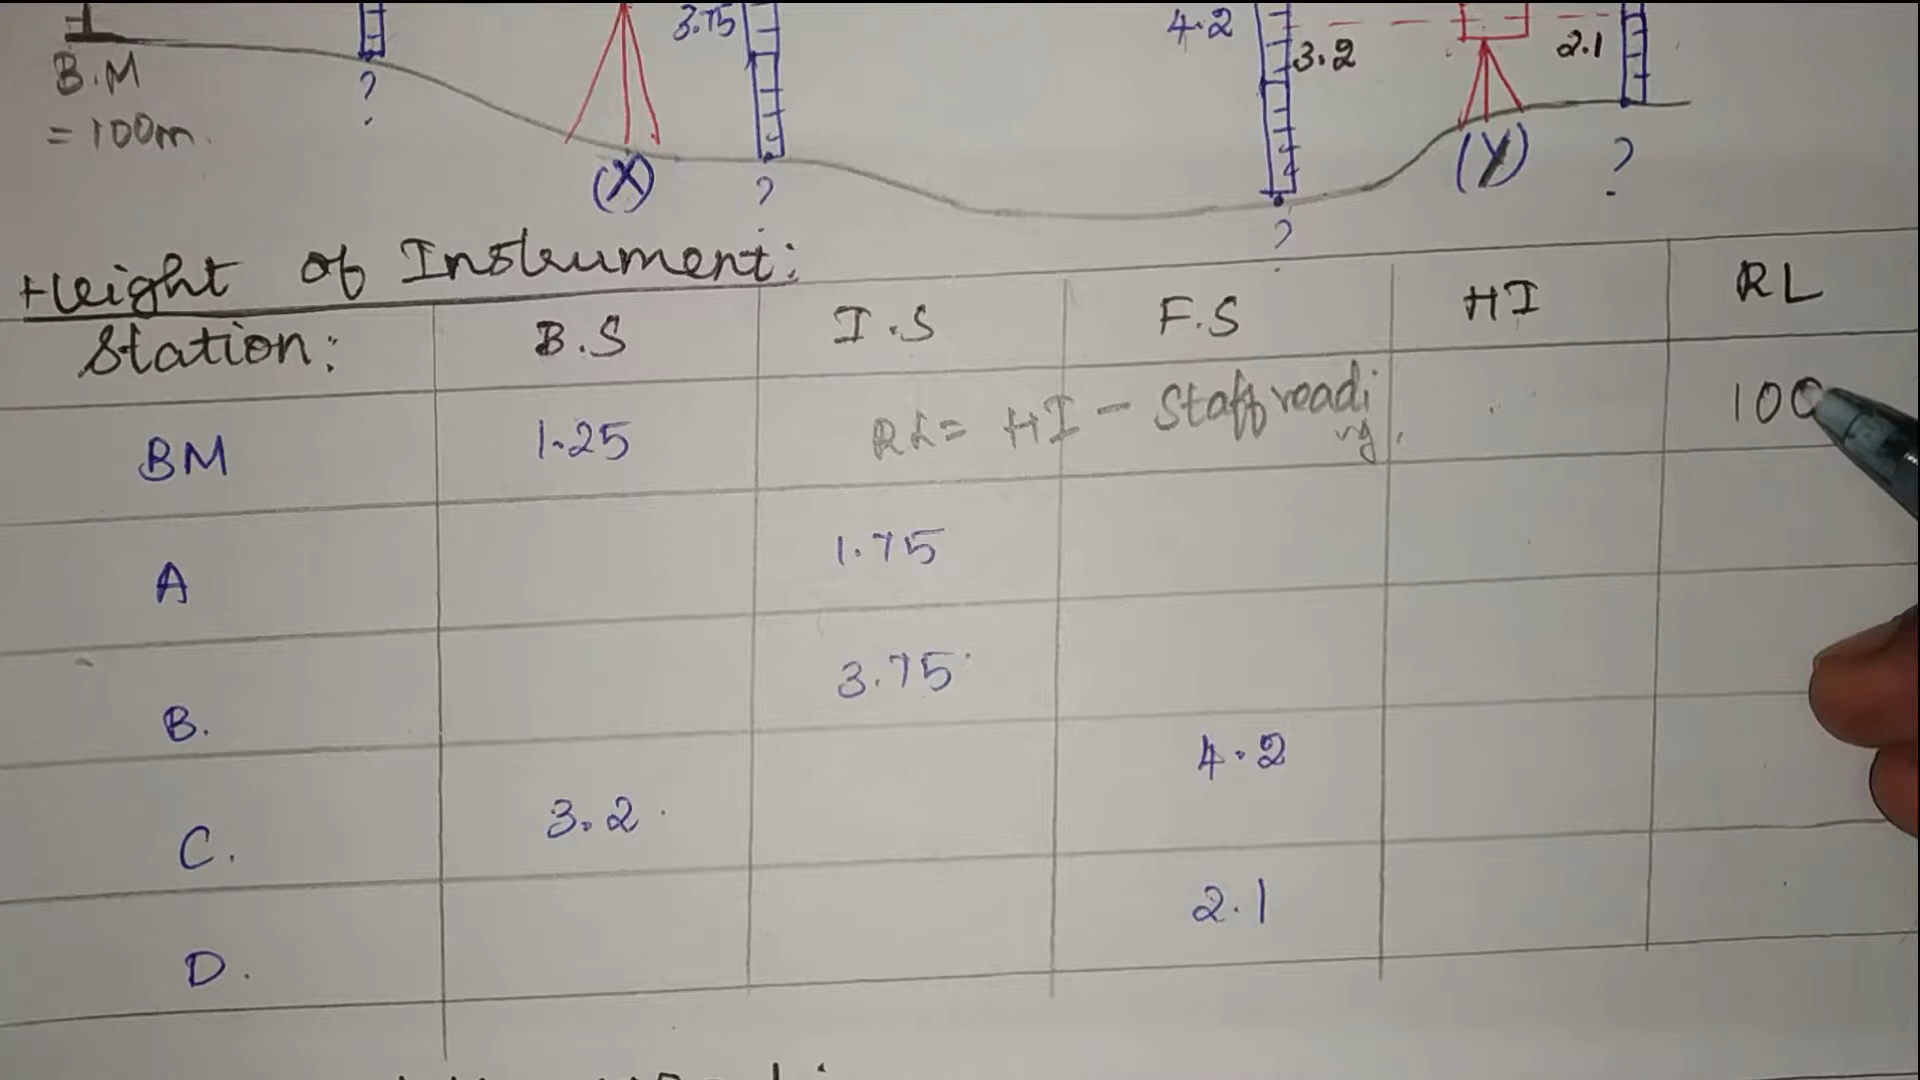 3.75
4.2
3.2
2.1
B.M
= 100m.
?
(X)
?
?
(Y)
?
Height of Instrument:
Station: B.S I.S F.S HI RL
BM 1.25 RL = HI - Staff reading. 100
A 1.75
B. 3.75
C. 3.2 4.2
D. 2.1